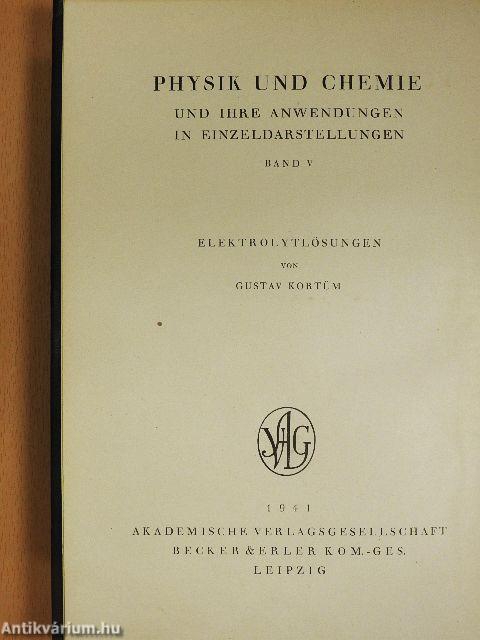 PHYSIK UND CHEMIE
UND IHRE ANWENDUNGEN
IN EINZELDARSTELLUNGEN
BAND V
ELEKTROLYTLÖSUNGEN
VON
GUSTAV KORTÜM
VAG
1941
AKADEMISCHE VERLAGSGESELLSCHAFT
BECKER & ERLER KOM.-GES.
LEIPZIG
Antikvárium.hu